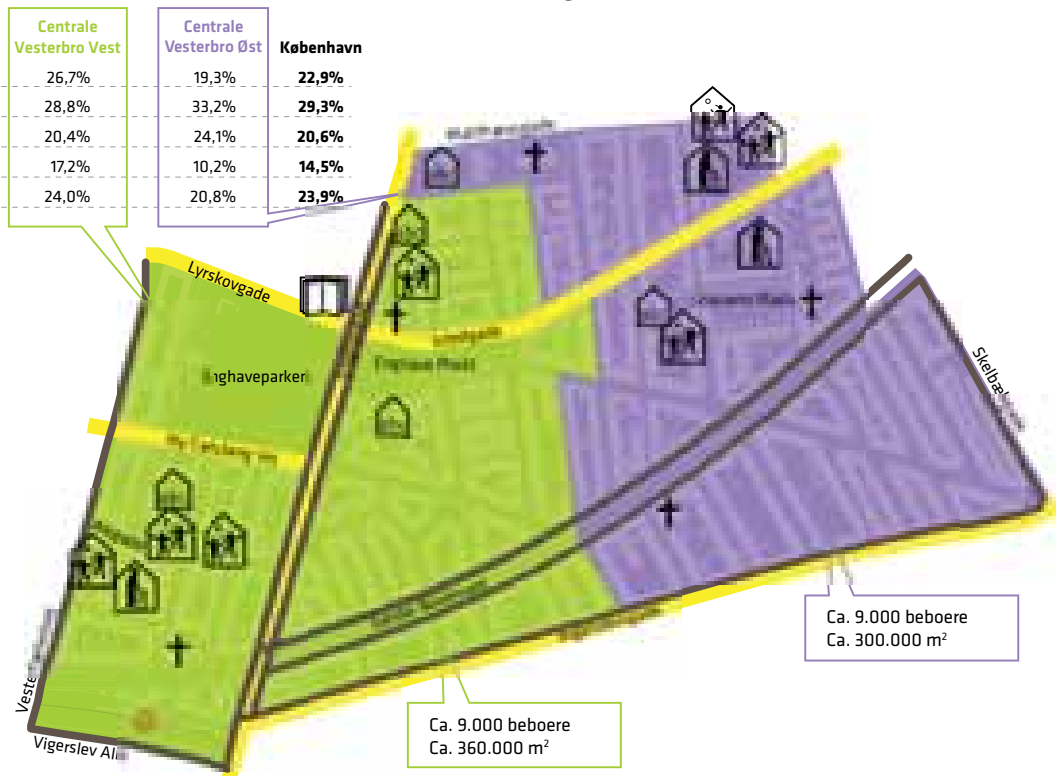 Centrale Vesterbro Vest
Centrale Vesterbro Øst
København
26,7% 19,3% 22,9%
28,8% 33,2% 29,3%
20,4% 24,1% 20,6%
17,2% 10,2% 14,5%
24,0% 20,8% 23,9%
Lyrskovgade
nghaveparken
Vigerslev Al
Ca. 9.000 beboere
Ca. 300.000 m²
Ca. 9.000 beboere
Ca. 360.000 m²